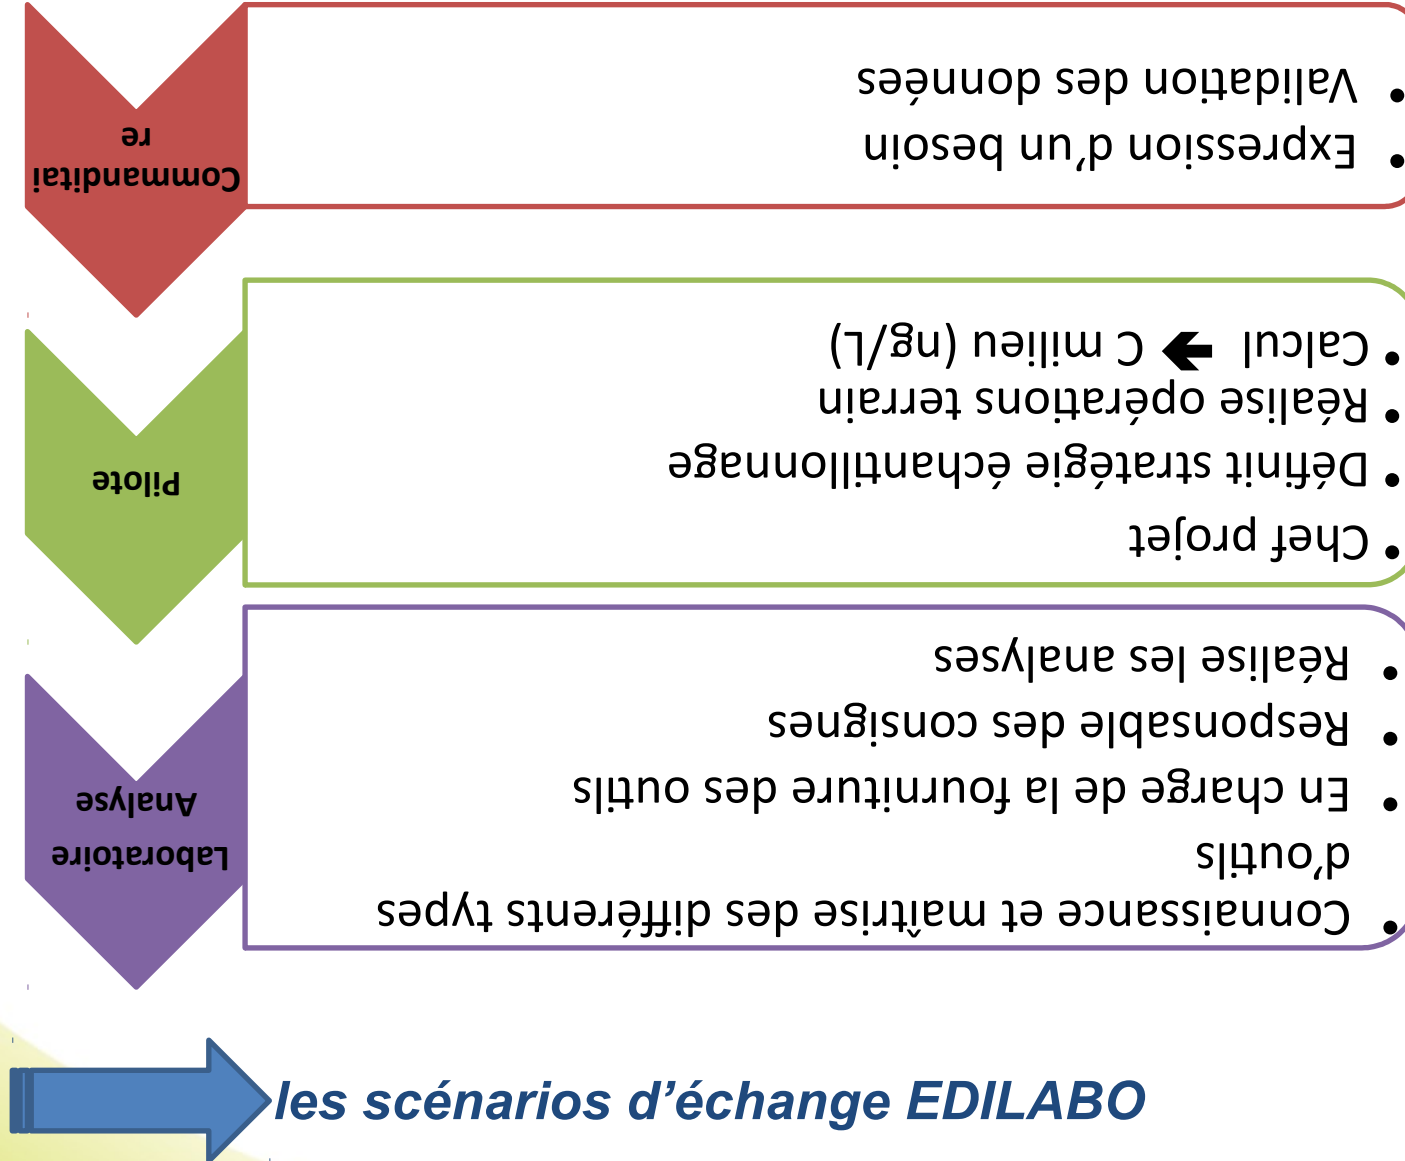 Commanditai
re
• Expression d’un besoin
• Validation des données
Pilote
• Chef projet
• Définit stratégie échantillonnage
• Réalise opérations terrain
• Calcul 🡺 C milieu (ng/L)
Laboratoire
Analyse
• Connaissance et maîtrise des différents types
d’outils
• En charge de la fourniture des outils
• Responsable des consignes
• Réalise les analyses
les scénarios d’échange EDILABO